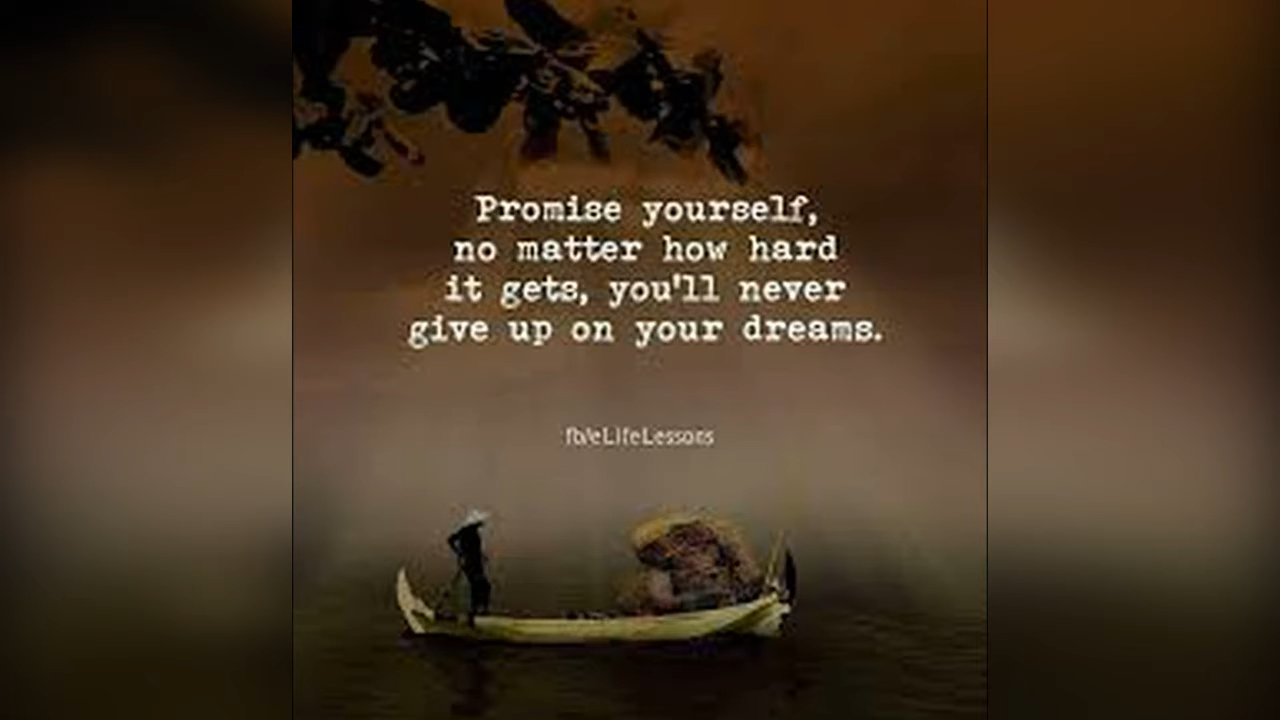 Promise yourself,
no matter how hard
it gets, you'll never
give up on your dreams.
fb/eLifeLessons